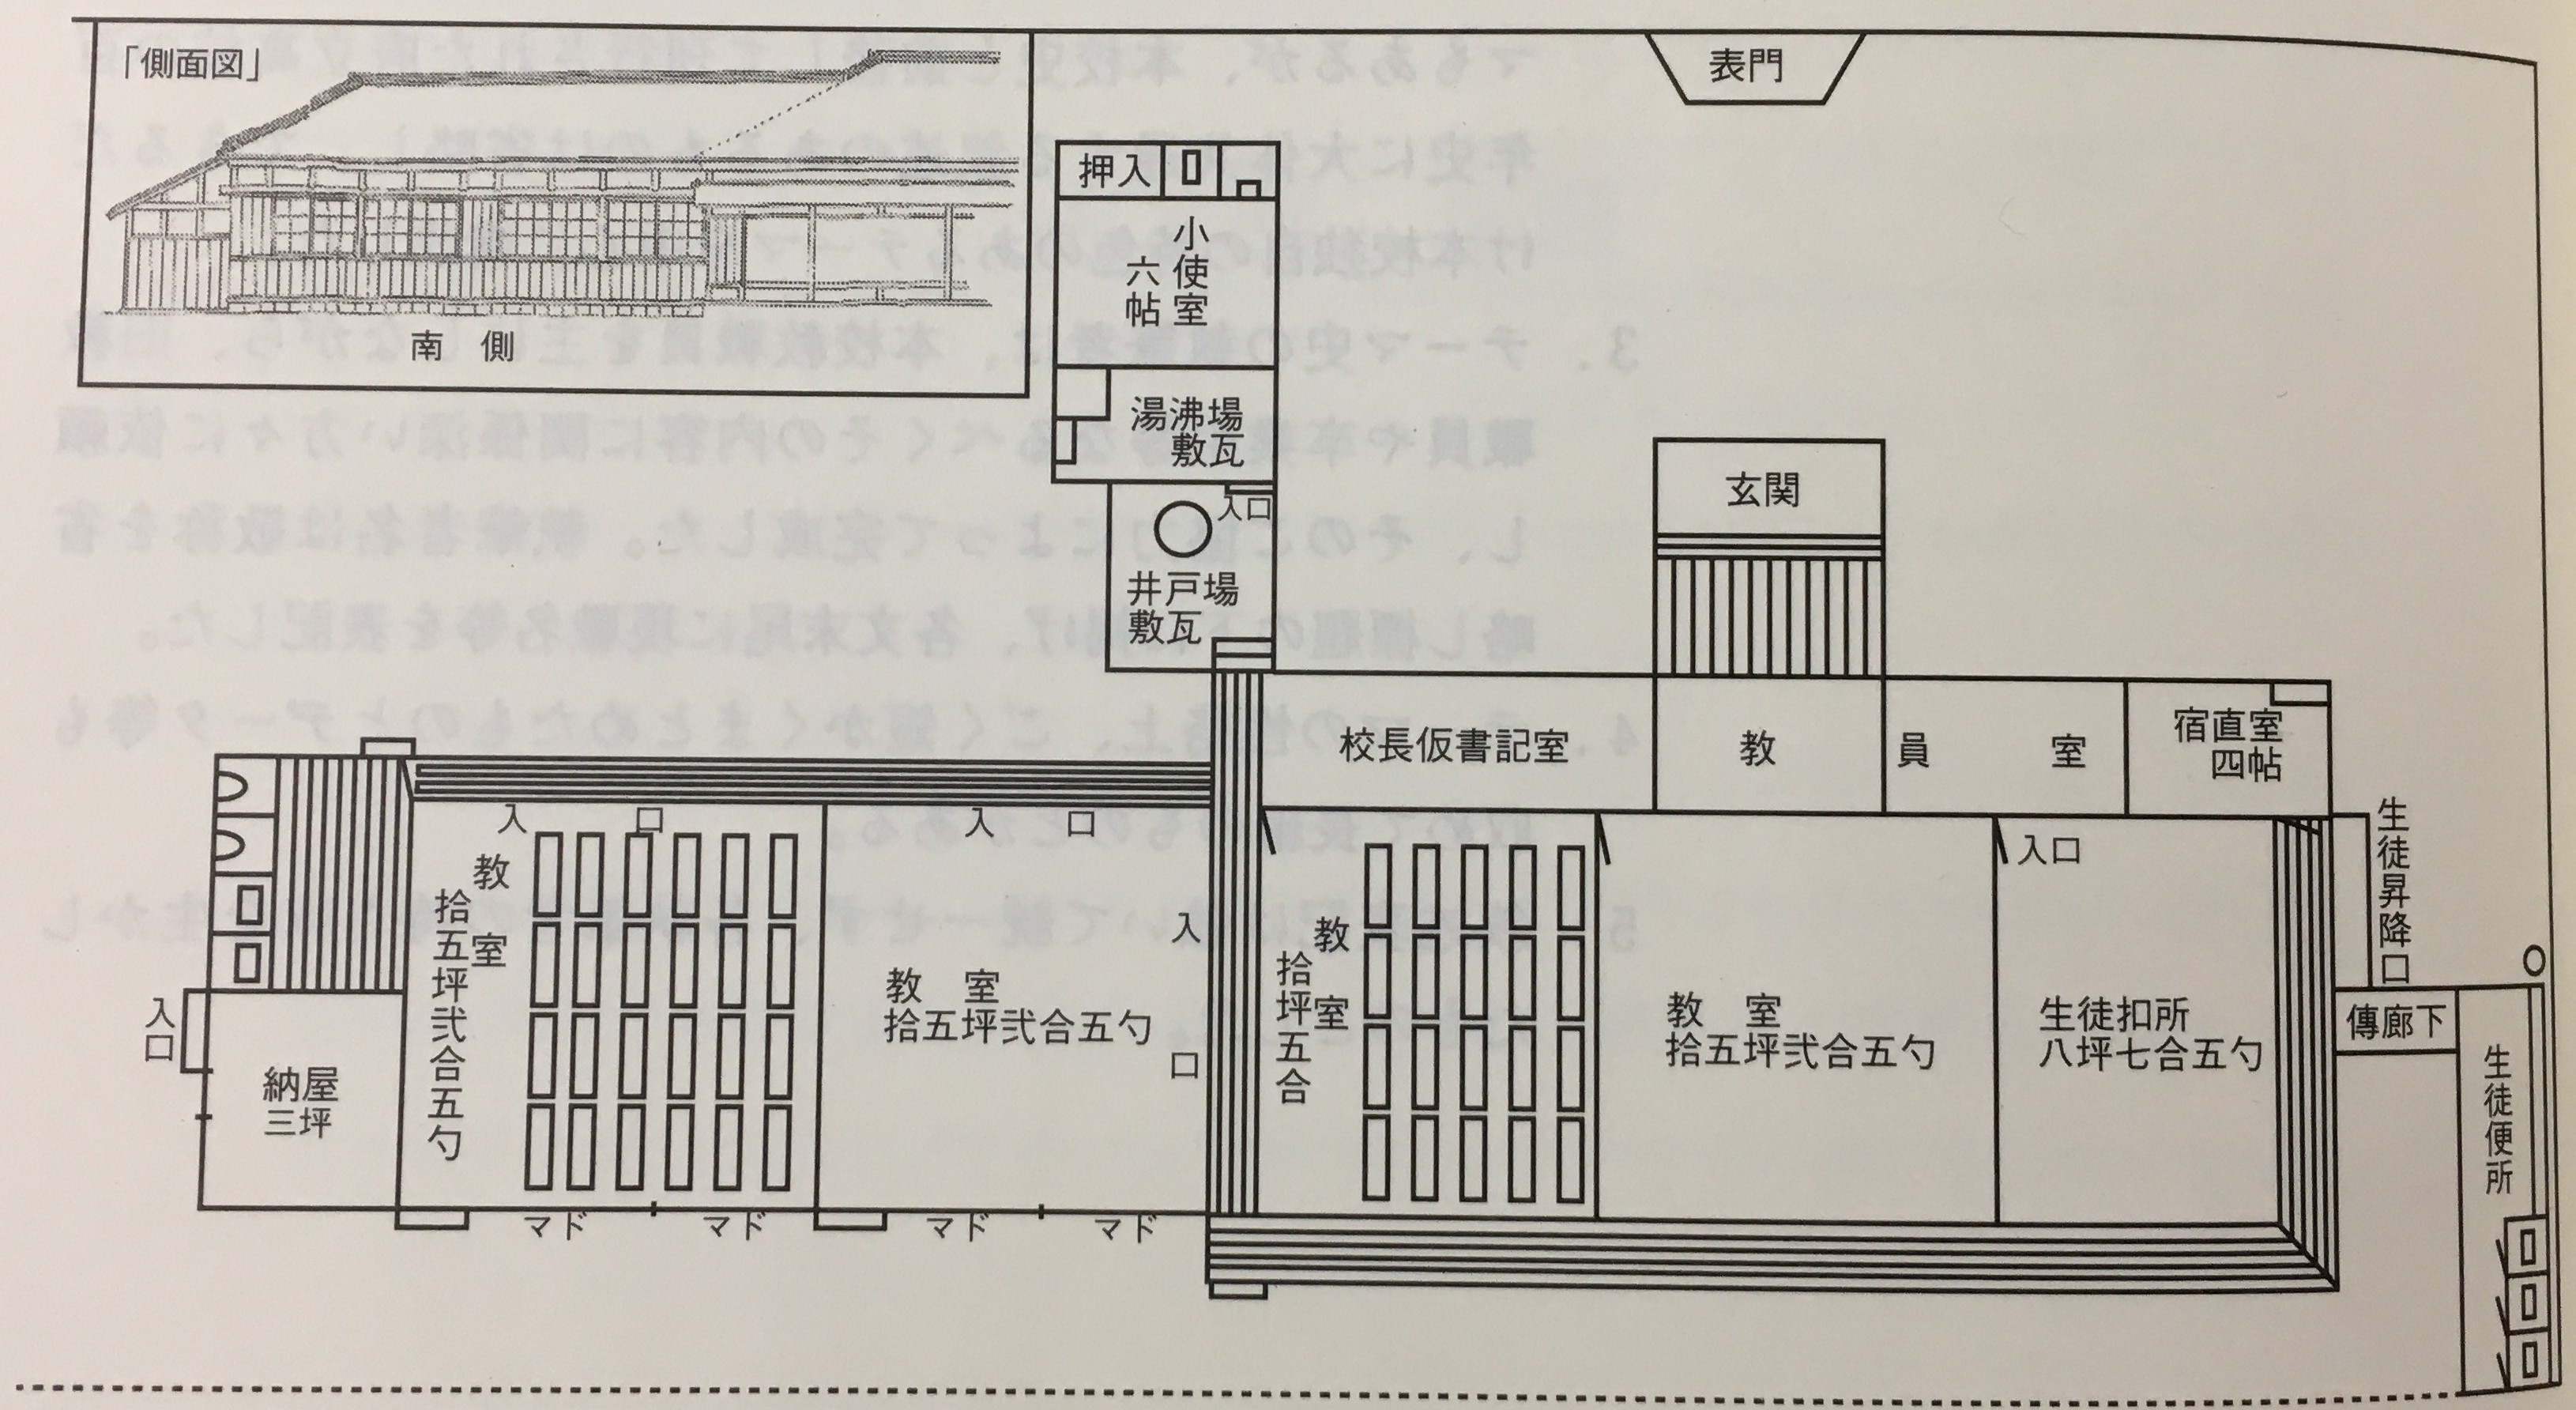 「側面図」
南 側
表門
押入
小使室
六帖
湯沸場
敷瓦
入口
井戸場
敷瓦
玄関
校長仮書記室
教 員 室
宿直室
四帖
生徒昇降口
入 口
教室
拾五坪弐合五勺
入 口
教 室
拾五坪弐合五勺
入 口
教室
拾坪五合
教 室
拾五坪弐合五勺
入口
生徒扣所
八坪七合五勺
傳廊下
生徒便所
入口
納屋
三坪
マド
マド
マド
マド